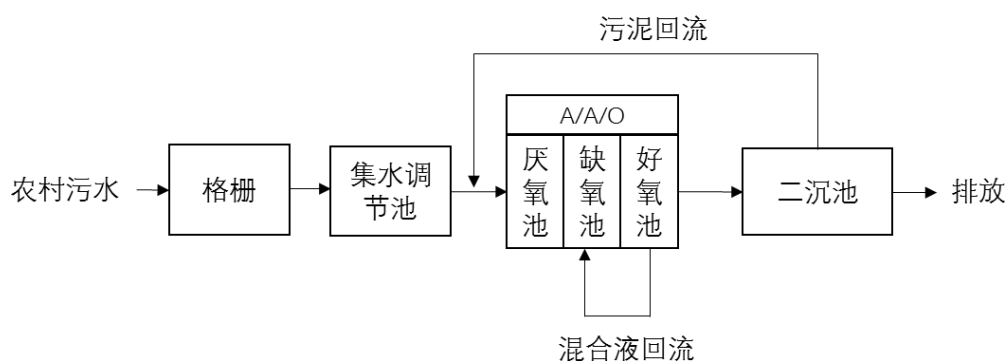 污泥回流
A/A/O
农村污水
格栅
集水调
节池
厌
氧
池
缺
氧
池
好
氧
池
二沉池
排放
混合液回流